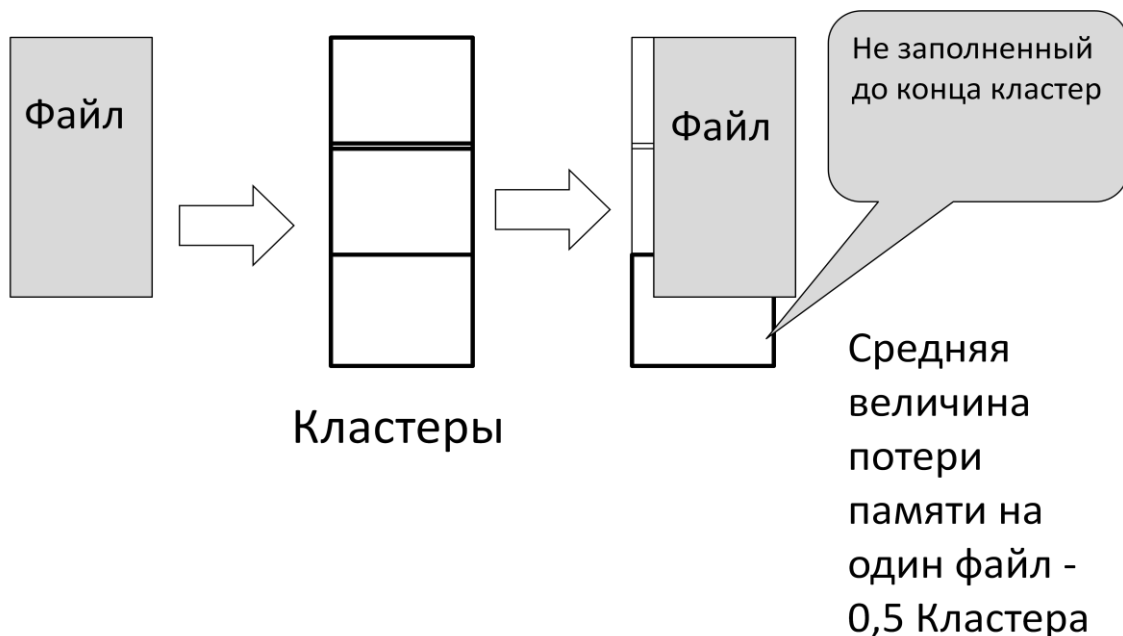 Файл
Кластеры
Файл
Не заполненный
до конца кластер
Средняя
величина
потери
памяти на
один файл -
0,5 Кластера